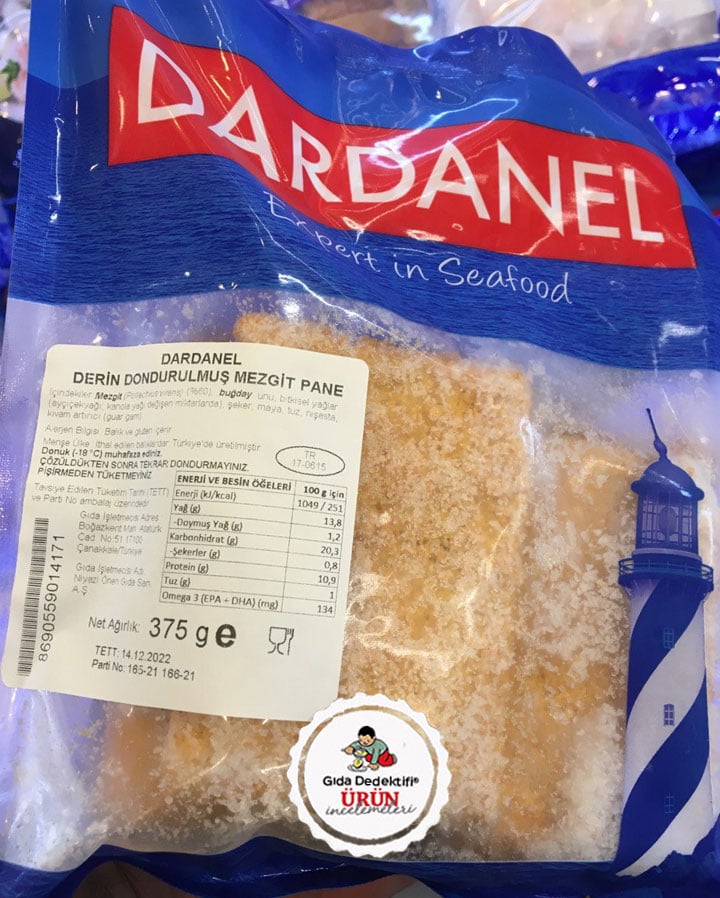 DARDANEL
Expert in Seafood
DARDANEL
DERİN DONDURULMUŞ MEZGİT PANE
İçindekiler: Mezgit (Pollachius virens) (%60), buğday unu, bitkisel yağlar
(ayçiçekyağı, kanola yağı değişen miktarlarda), şeker, maya, tuz, nişasta,
kıvam artırıcı (guar gam)
Alerjen Bilgisi: Balık ve gluten içerir.
Menşe Ülke: İthal edilen balıklardan Türkiye'de üretilmiştir.
Donuk (-18 °C) muhafaza ediniz.
ÇÖZÜLDÜKTEN SONRA TEKRAR DONDURMAYINIZ.
PİŞİRMEDEN TÜKETMEYİNİZ
TR
17-0615
Tavsiye Edilen Tüketim Tarihi (TETT)
ve Parti No ambalaj üzerindedir
Gıda İşletmecisi Adres:
Boğazkent Mah. Atatürk
Cad. No:51 17100
Çanakkale/Türkiye
Gıda İşletmecisi Adı:
Niyazi Önen Gıda San.
A.Ş.
ENERJİ VE BESİN ÖĞELERİ 100 g için
Enerji (kJ/kcal) 1049 / 251
Yağ (g) 13,8
-Doymuş Yağ (g) 1,2
Karbonhidrat (g) 20,3
-Şekerler (g) 0,8
Protein (g) 10,9
Tuz (g) 1
Omega 3 (EPA + DHA) (mg) 134
8690559014171
Net Ağırlık: 375 g e
TETT: 14.12.2022
Parti No: 165-21 166-21
Gıda Dedektifi®
ÜRÜN
incelemeleri